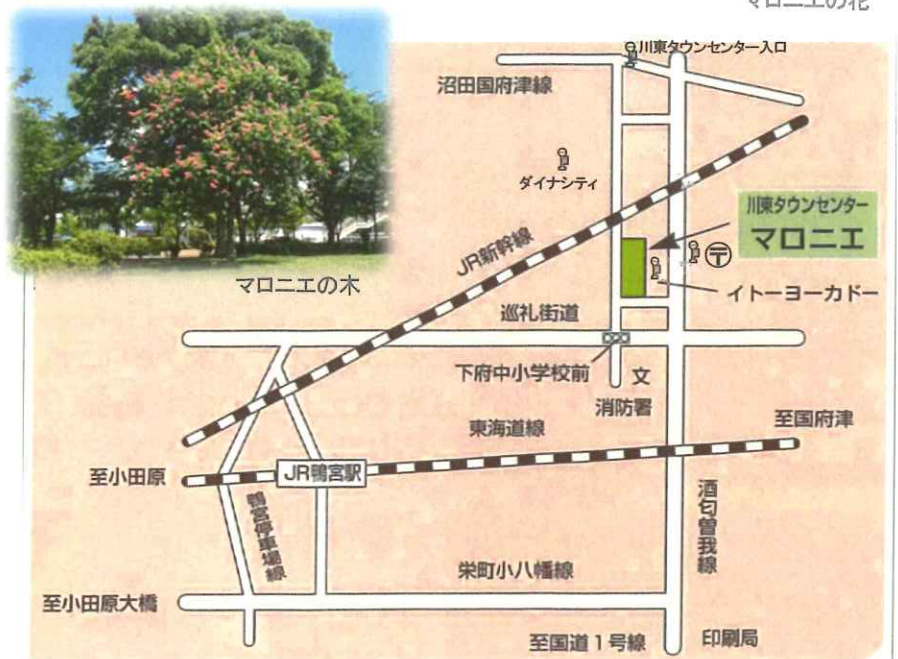 マロニエの花
川東タウンセンター入口
沼田国府津線
ダイナシティ
川東タウンセンター
マロニエ
JR新幹線
〒
マロニエの木
イトーヨーカドー
巡礼街道
下府中小学校前
文
消防署
東海道線
至国府津
至小田原
JR鴨宮駅
鴨宮停車場線
酒匂曽我線
栄町小八幡線
至小田原大橋
至国道1号線
印刷局